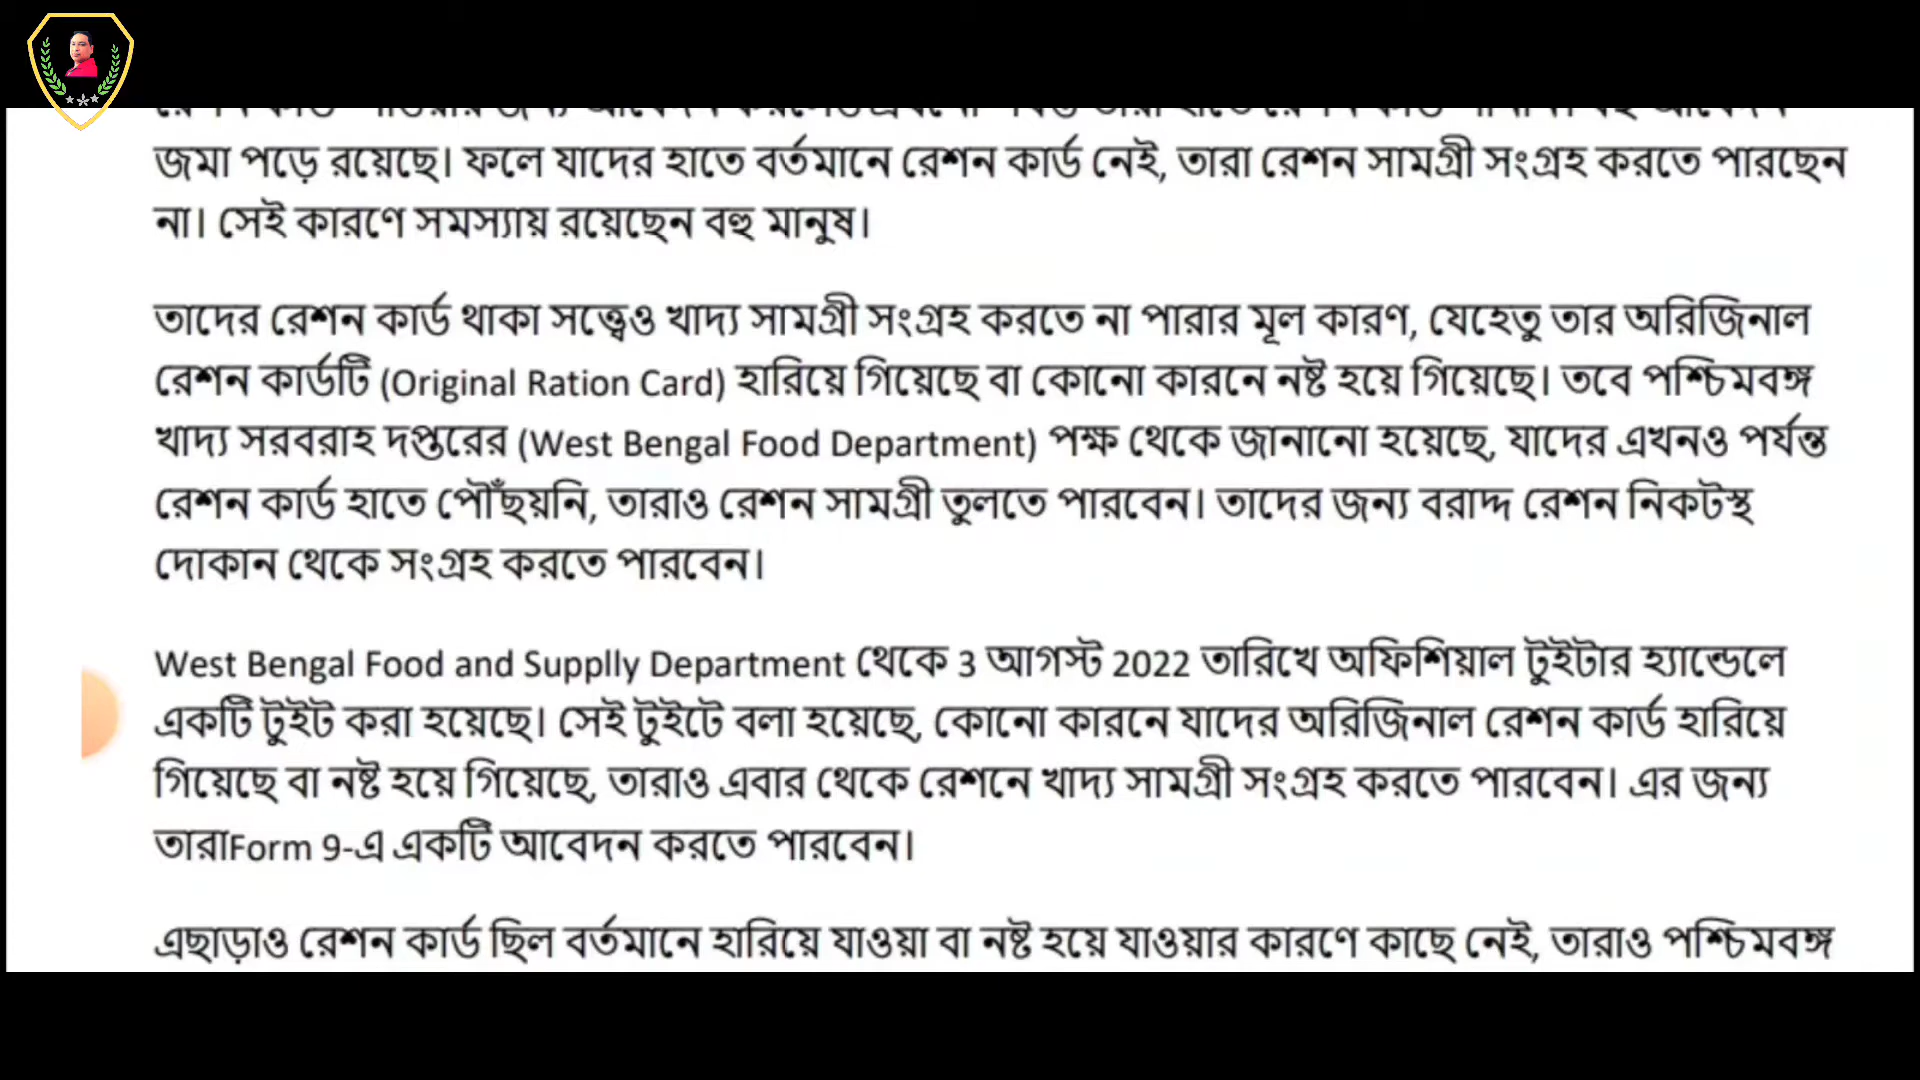 জমা পড়ে রয়েছে। ফলে যাদের হাতে বর্তমানে রেশন কার্ড নেই, তারা রেশন সামগ্রী সংগ্রহ করতে পারছেন
না। সেই কারণে সমস্যায় রয়েছেন বহু মানুষ।
তাদের রেশন কার্ড থাকা সত্ত্বেও খাদ্য সামগ্রী সংগ্রহ করতে না পারার মূল কারণ, যেহেতু তার অরিজিনাল
রেশন কার্ডটি (Original Ration Card) হারিয়ে গিয়েছে বা কোনো কারনে নষ্ট হয়ে গিয়েছে। তবে পশ্চিমবঙ্গ
খাদ্য সরবরাহ দপ্তরের (West Bengal Food Department) পক্ষ থেকে জানানো হয়েছে, যাদের এখনও পর্যন্ত
রেশন কার্ড হাতে পৌঁছয়নি, তারাও রেশন সামগ্রী তুলতে পারবেন। তাদের জন্য বরাদ্দ রেশন নিকটস্থ
দোকান থেকে সংগ্রহ করতে পারবেন।
West Bengal Food and Supplly Department থেকে 3 আগস্ট 2022 তারিখে অফিশিয়াল টুইটার হ্যান্ডেলে
একটি টুইট করা হয়েছে। সেই টুইটে বলা হয়েছে, কোনো কারনে যাদের অরিজিনাল রেশন কার্ড হারিয়ে
গিয়েছে বা নষ্ট হয়ে গিয়েছে, তারাও এবার থেকে রেশনে খাদ্য সামগ্রী সংগ্রহ করতে পারবেন। এর জন্য
তারাForm 9-এ একটি আবেদন করতে পারবেন।
এছাড়াও রেশন কার্ড ছিল বর্তমানে হারিয়ে যাওয়া বা নষ্ট হয়ে যাওয়ার কারণে কাছে নেই, তারাও পশ্চিমবঙ্গ